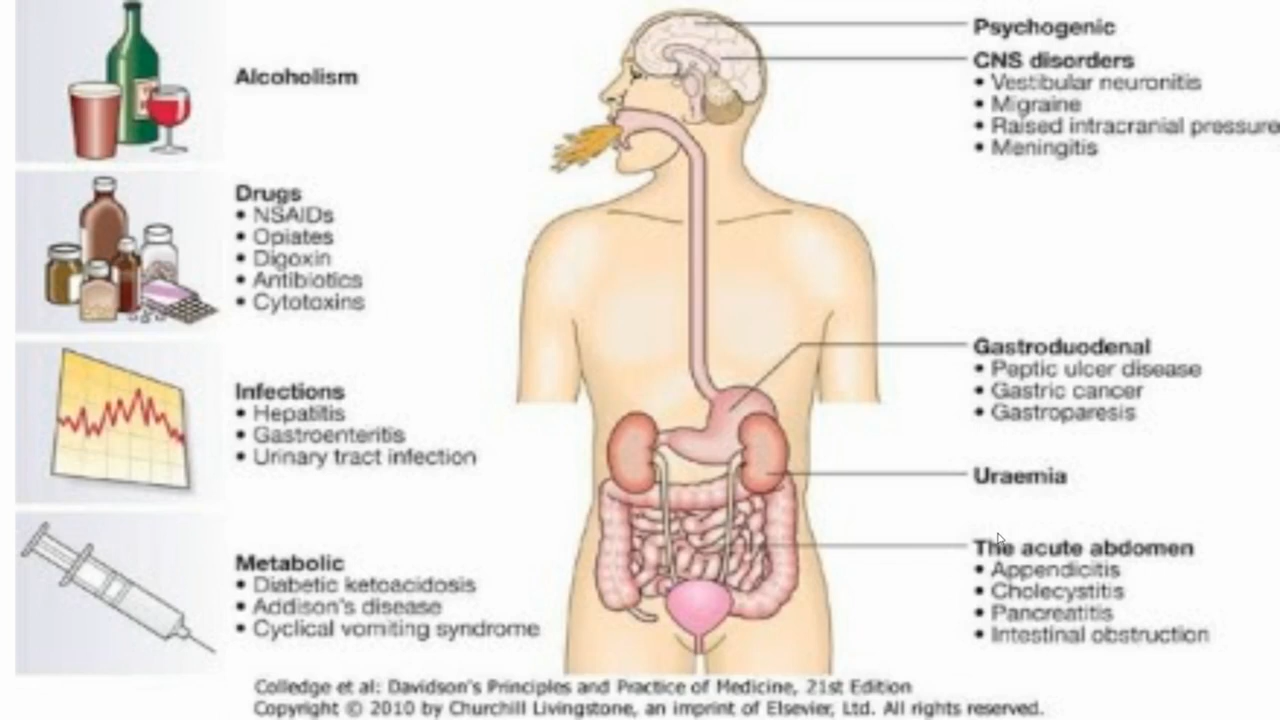 Alcoholism
Drugs
• NSAIDs
• Opiates
• Digoxin
• Antibiotics
• Cytotoxins
Infections
• Hepatitis
• Gastroenteritis
• Urinary tract infection
Metabolic
• Diabetic ketoacidosis
• Addison's disease
• Cyclical vomiting syndrome
Psychogenic
CNS disorders
• Vestibular neuronitis
• Migraine
• Raised intracranial pressure
• Meningitis
Gastroduodenal
• Peptic ulcer disease
• Gastric cancer
• Gastroparesis
Uraemia
The acute abdomen
• Appendicitis
• Cholecystitis
• Pancreatitis
• Intestinal obstruction
Colledge et al: Davidson's Principles and Practice of Medicine, 21st Edition
Copyright © 2010 by Churchill Livingstone, an imprint of Elsevier, Ltd. All rights reserved.